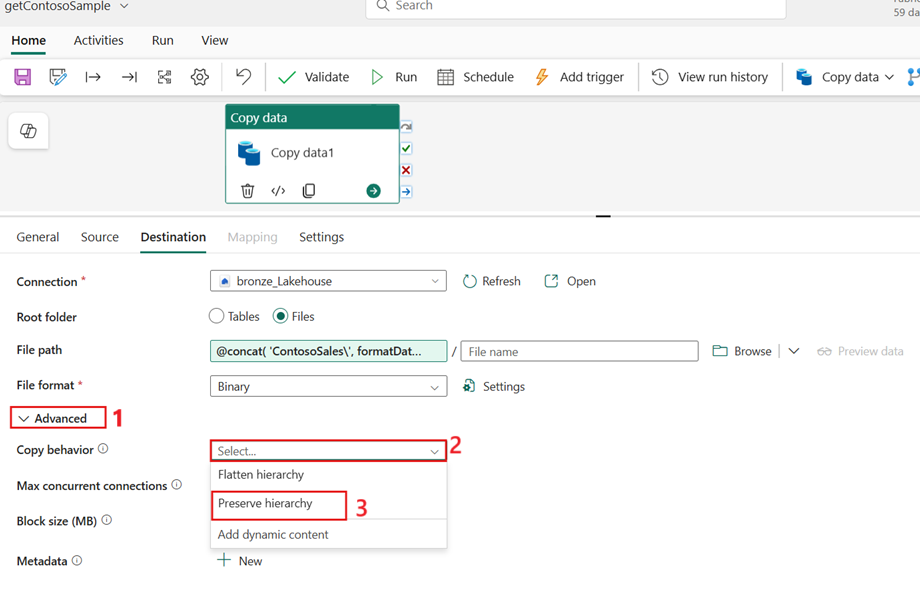 getContosoSample
Search
59 da
Home Activities Run View
Validate Run Schedule Add trigger View run history Copy data
Copy data
Copy data1
General Source Destination Mapping Settings
Connection * bronze_Lakehouse Refresh Open
Root folder Tables Files
File path @concat( 'ContosoSales\', formatDat... / File name Browse Preview data
File format * Binary Settings
Advanced 1
Copy behavior Select... 2
Flatten hierarchy
Max concurrent connections
Preserve hierarchy 3
Block size (MB)
Add dynamic content
Metadata New